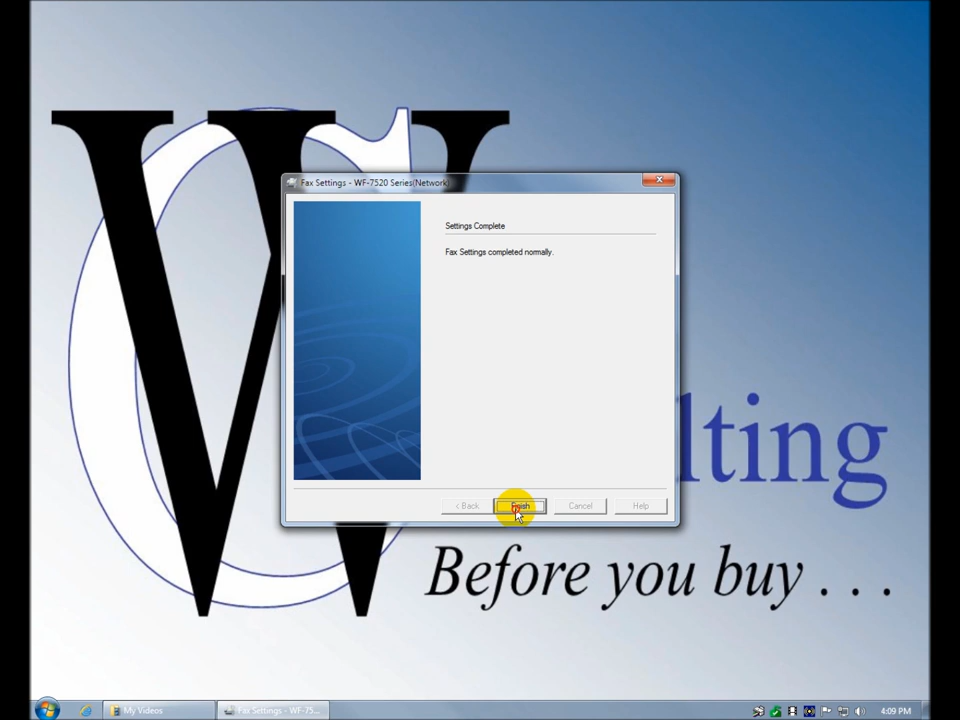 Fax Settings - WF-7520 Series(Network)
Settings Complete
Fax Settings completed normally.
< Back
Cancel
Help
lting
Before you buy . . .
My Videos
Fax Settings - WF-75...
4:09 PM